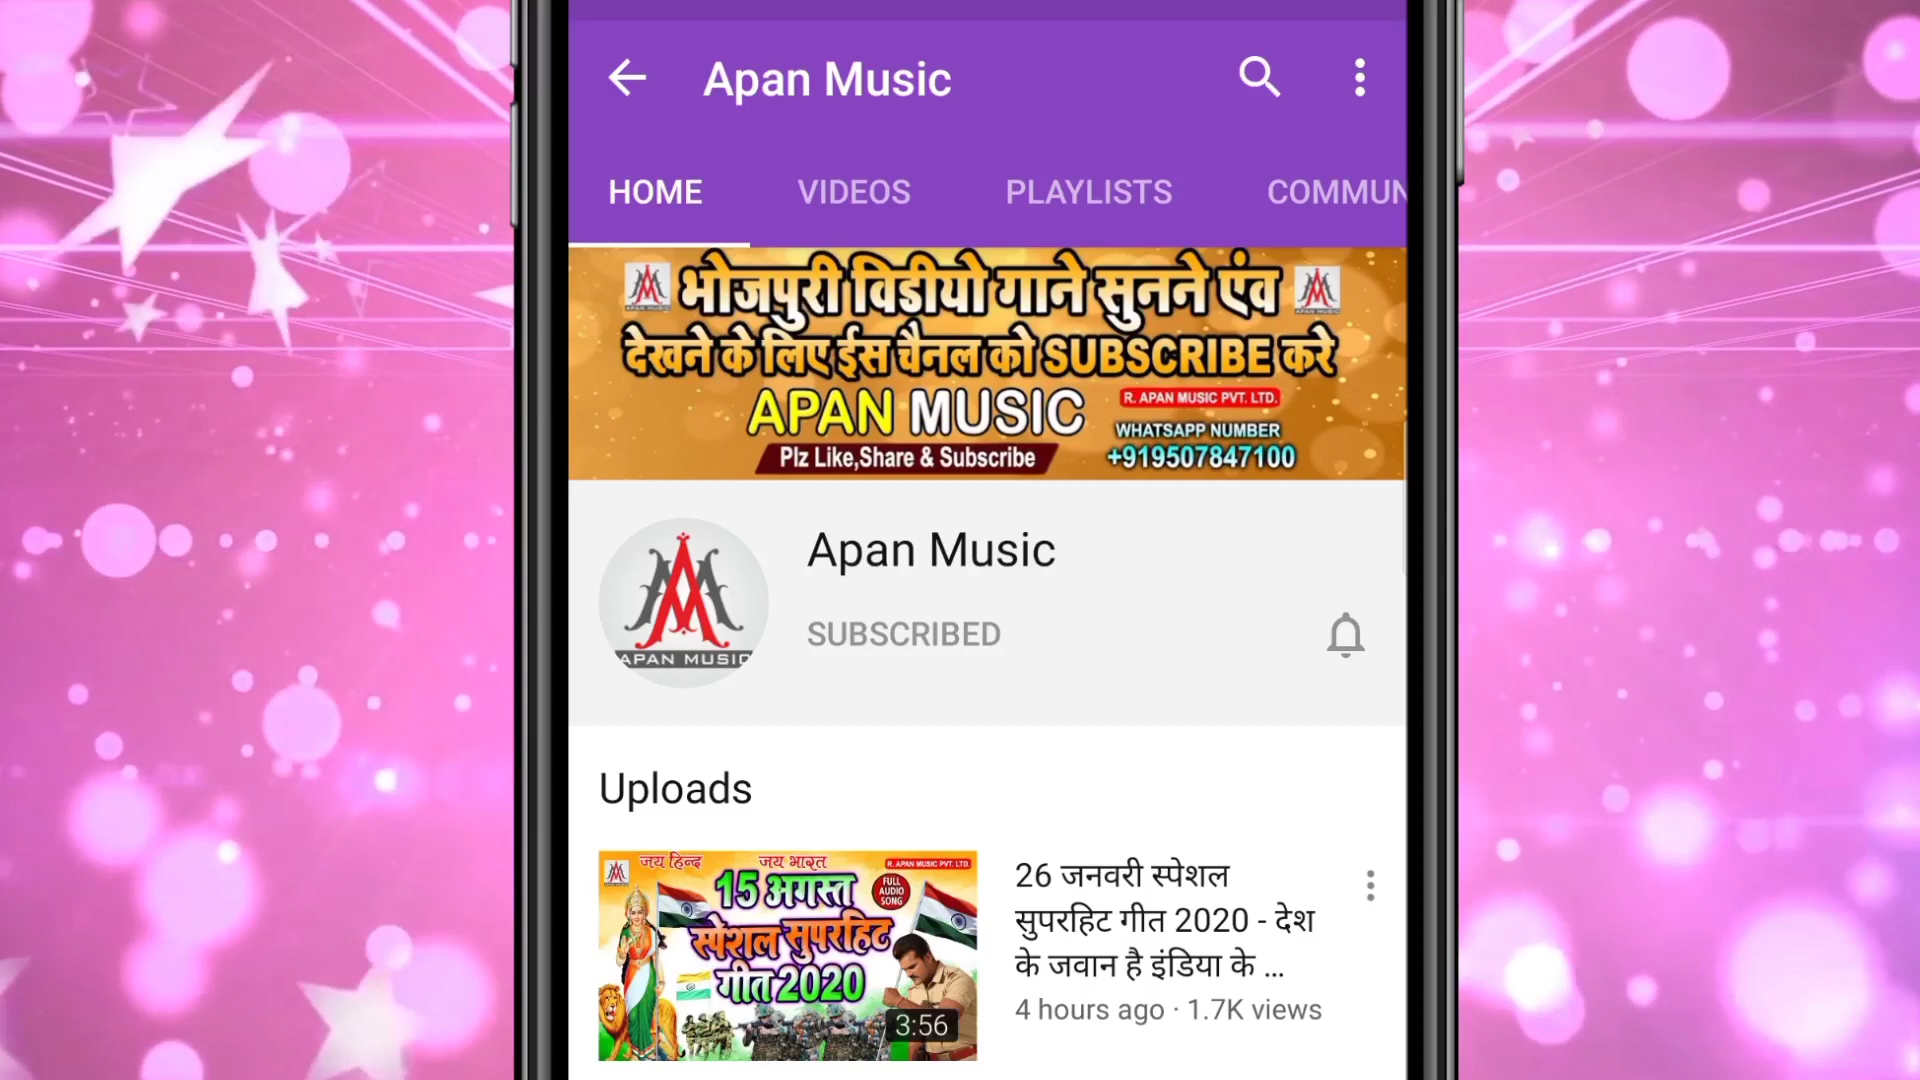 Apan Music
HOME VIDEOS PLAYLISTS COMMUN
भोजपुरी विडीयो गाने सुनने एंव
देखने के लिए ईस चैनल को SUBSCRIBE करे
APAN MUSIC
R. APAN MUSIC PVT. LTD.
Plz Like,Share & Subscribe
WHATSAPP NUMBER
+919507847100
Apan Music
APAN MUSIC
SUBSCRIBED
Uploads
जय हिन्द जय भारत
R. APAN MUSIC PVT. LTD
15 अगस्त
FULL
AUDIO
SONG
स्पेशल सुपरहिट
गीत 2020
3:56
26 जनवरी स्पेशल
सुपरहिट गीत 2020 - देश
के जवान है इंडिया के ...
4 hours ago · 1.7K views